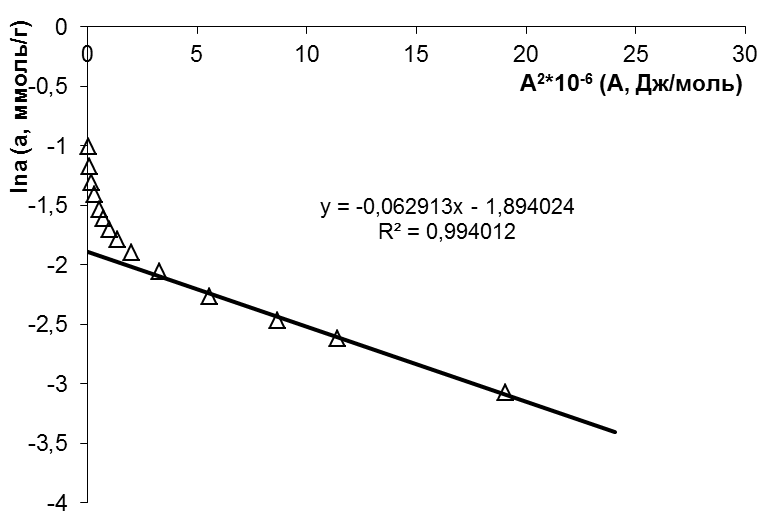 0
0 5 10 15 20 25 30
A²*10⁻⁶ (A, Дж/моль)
lna (a, ммоль/г)
-0,5
-1
-1,5
y = -0,062913x - 1,894024
R² = 0,994012
-2
-2,5
-3
-3,5
-4